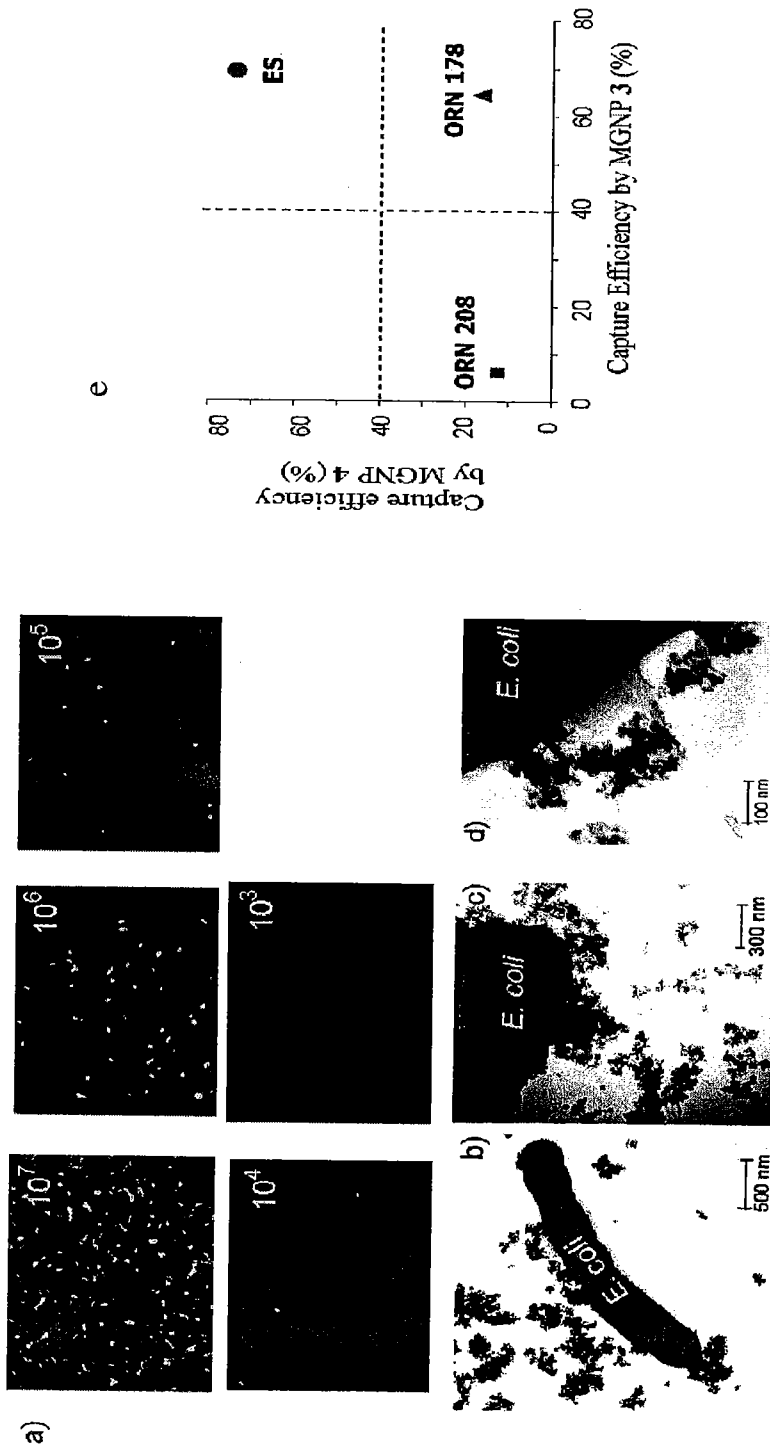 a)
10^7
10^6
10^5
10^4
10^3
b)
E. coli
500 nm
c)
E. coli
300 nm
d)
E. coli
100 nm
e
Capture efficiency
by MGNP 4 (%)
80
60
40
20
0
ES
ORN 208
ORN 178
0
20
40
60
80
Capture Efficiency by MGNP 3 (%)